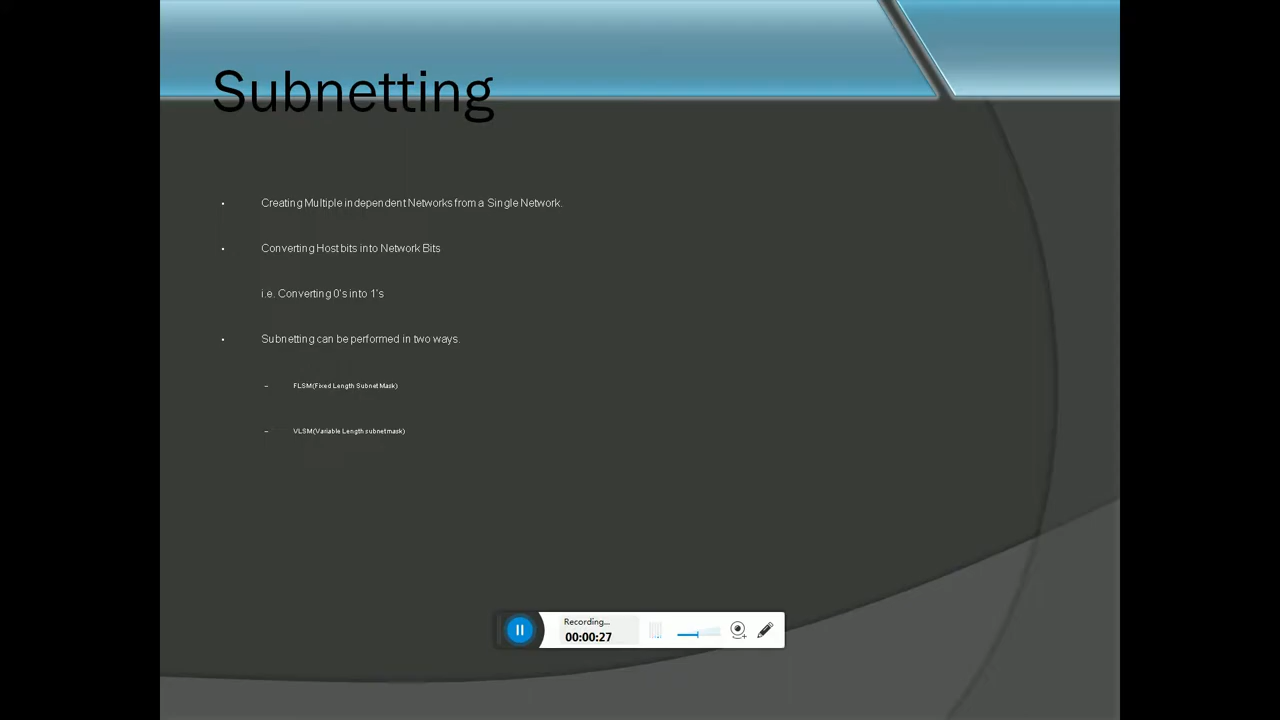 Subnetting
• Creating Multiple independent Networks from a Single Network.
• Converting Host bits into Network Bits
i.e. Converting 0's into 1's
• Subnetting can be performed in two ways.
– FLSM(Fixed Length Subnet Mask)
– VLSM(Variable Length subnetmask)
Recording...
00:00:27